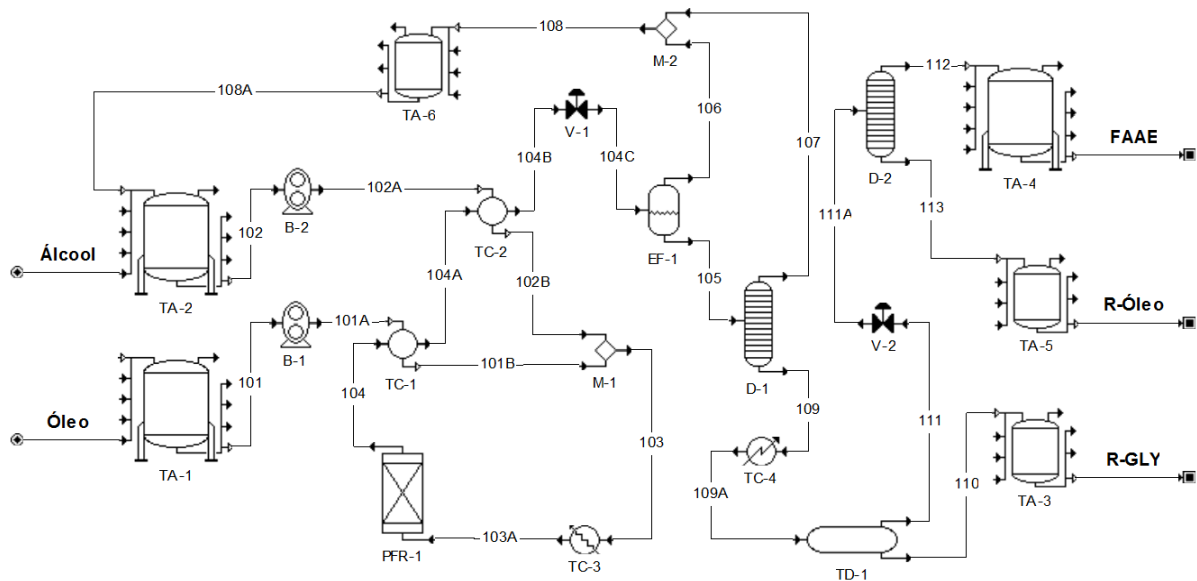 108
M-2
112
108A
TA-6
V-1
106
107
D-2
TA-4
FAAE
104B
104C
102A
B-2
102
TC-2
EF-1
111A
113
Álcool
TA-2
104A
102B
105
101A
B-1
TC-1
101B
M-1
V-2
TA-5
R-Óleo
101
104
103
D-1
109
111
Óleo
TA-1
TC-4
109A
110
TA-3
R-GLY
PFR-1
103A
TC-3
TD-1